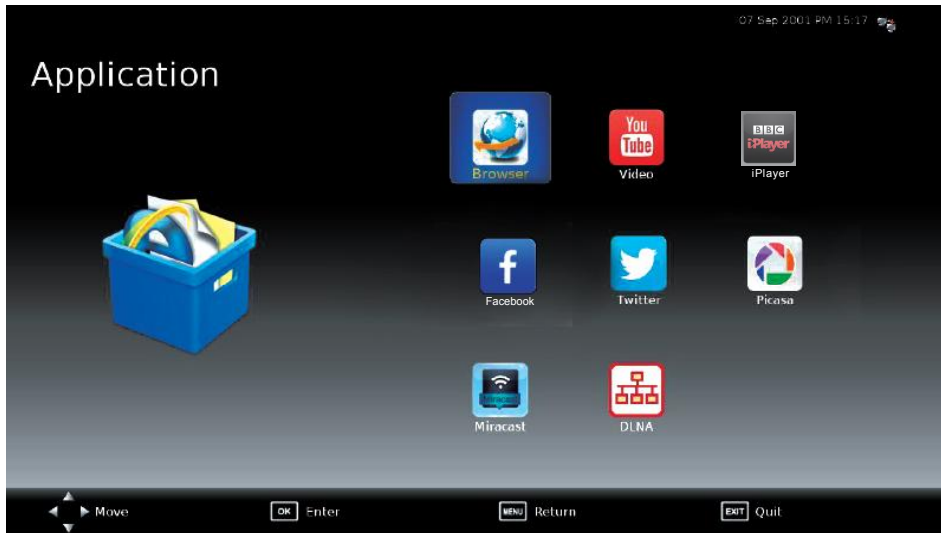 07 Sep 2001 PM 15:17
Application
You
Tube
BBC
iPlayer
Browser
Video
iPlayer
f
Facebook
Twitter
Picasa
Miracast
Miracast
DLNA
Move
OK Enter
MENU Return
EXIT Quit